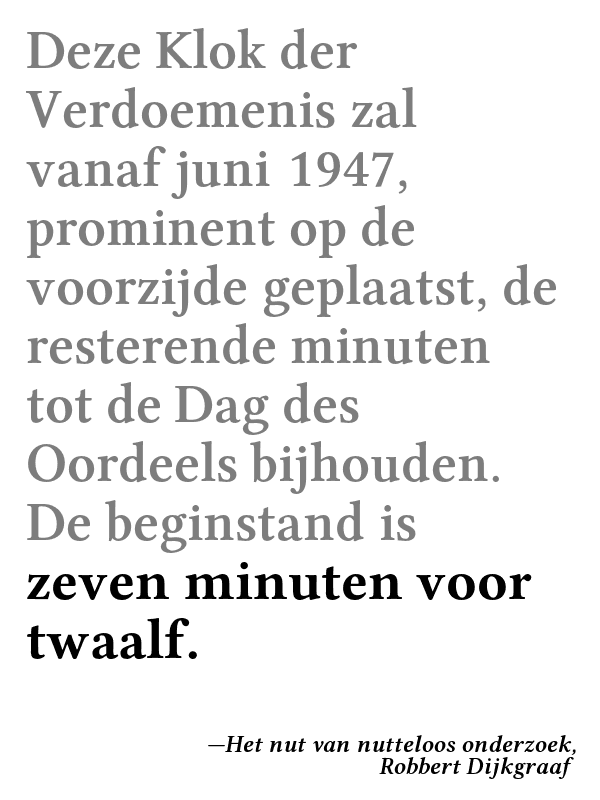 Deze Klok der
Verdoemenis zal
vanaf juni 1947,
prominent op de
voorzijde geplaatst, de
resterende minuten
tot de Dag des
Oordeels bijhouden.
De beginstand is
zeven minuten voor
twaalf.
—Het nut van nutteloos onderzoek,
Robbert Dijkgraaf